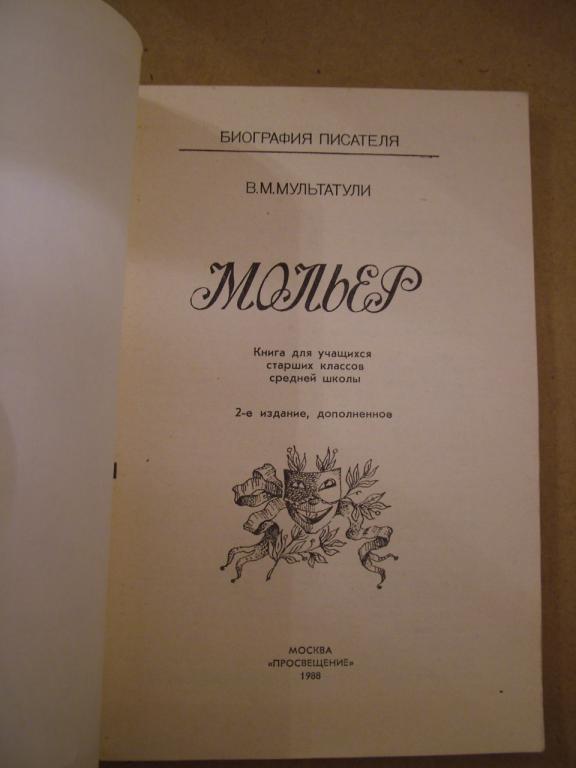 БИОГРАФИЯ ПИСАТЕЛЯ
В.М.МУЛЬТАТУЛИ
МОЛЬЕР
Книга для учащихся
старших классов
средней школы
2-е издание, дополненное
МОСКВА
«ПРОСВЕЩЕНИЕ»
1988